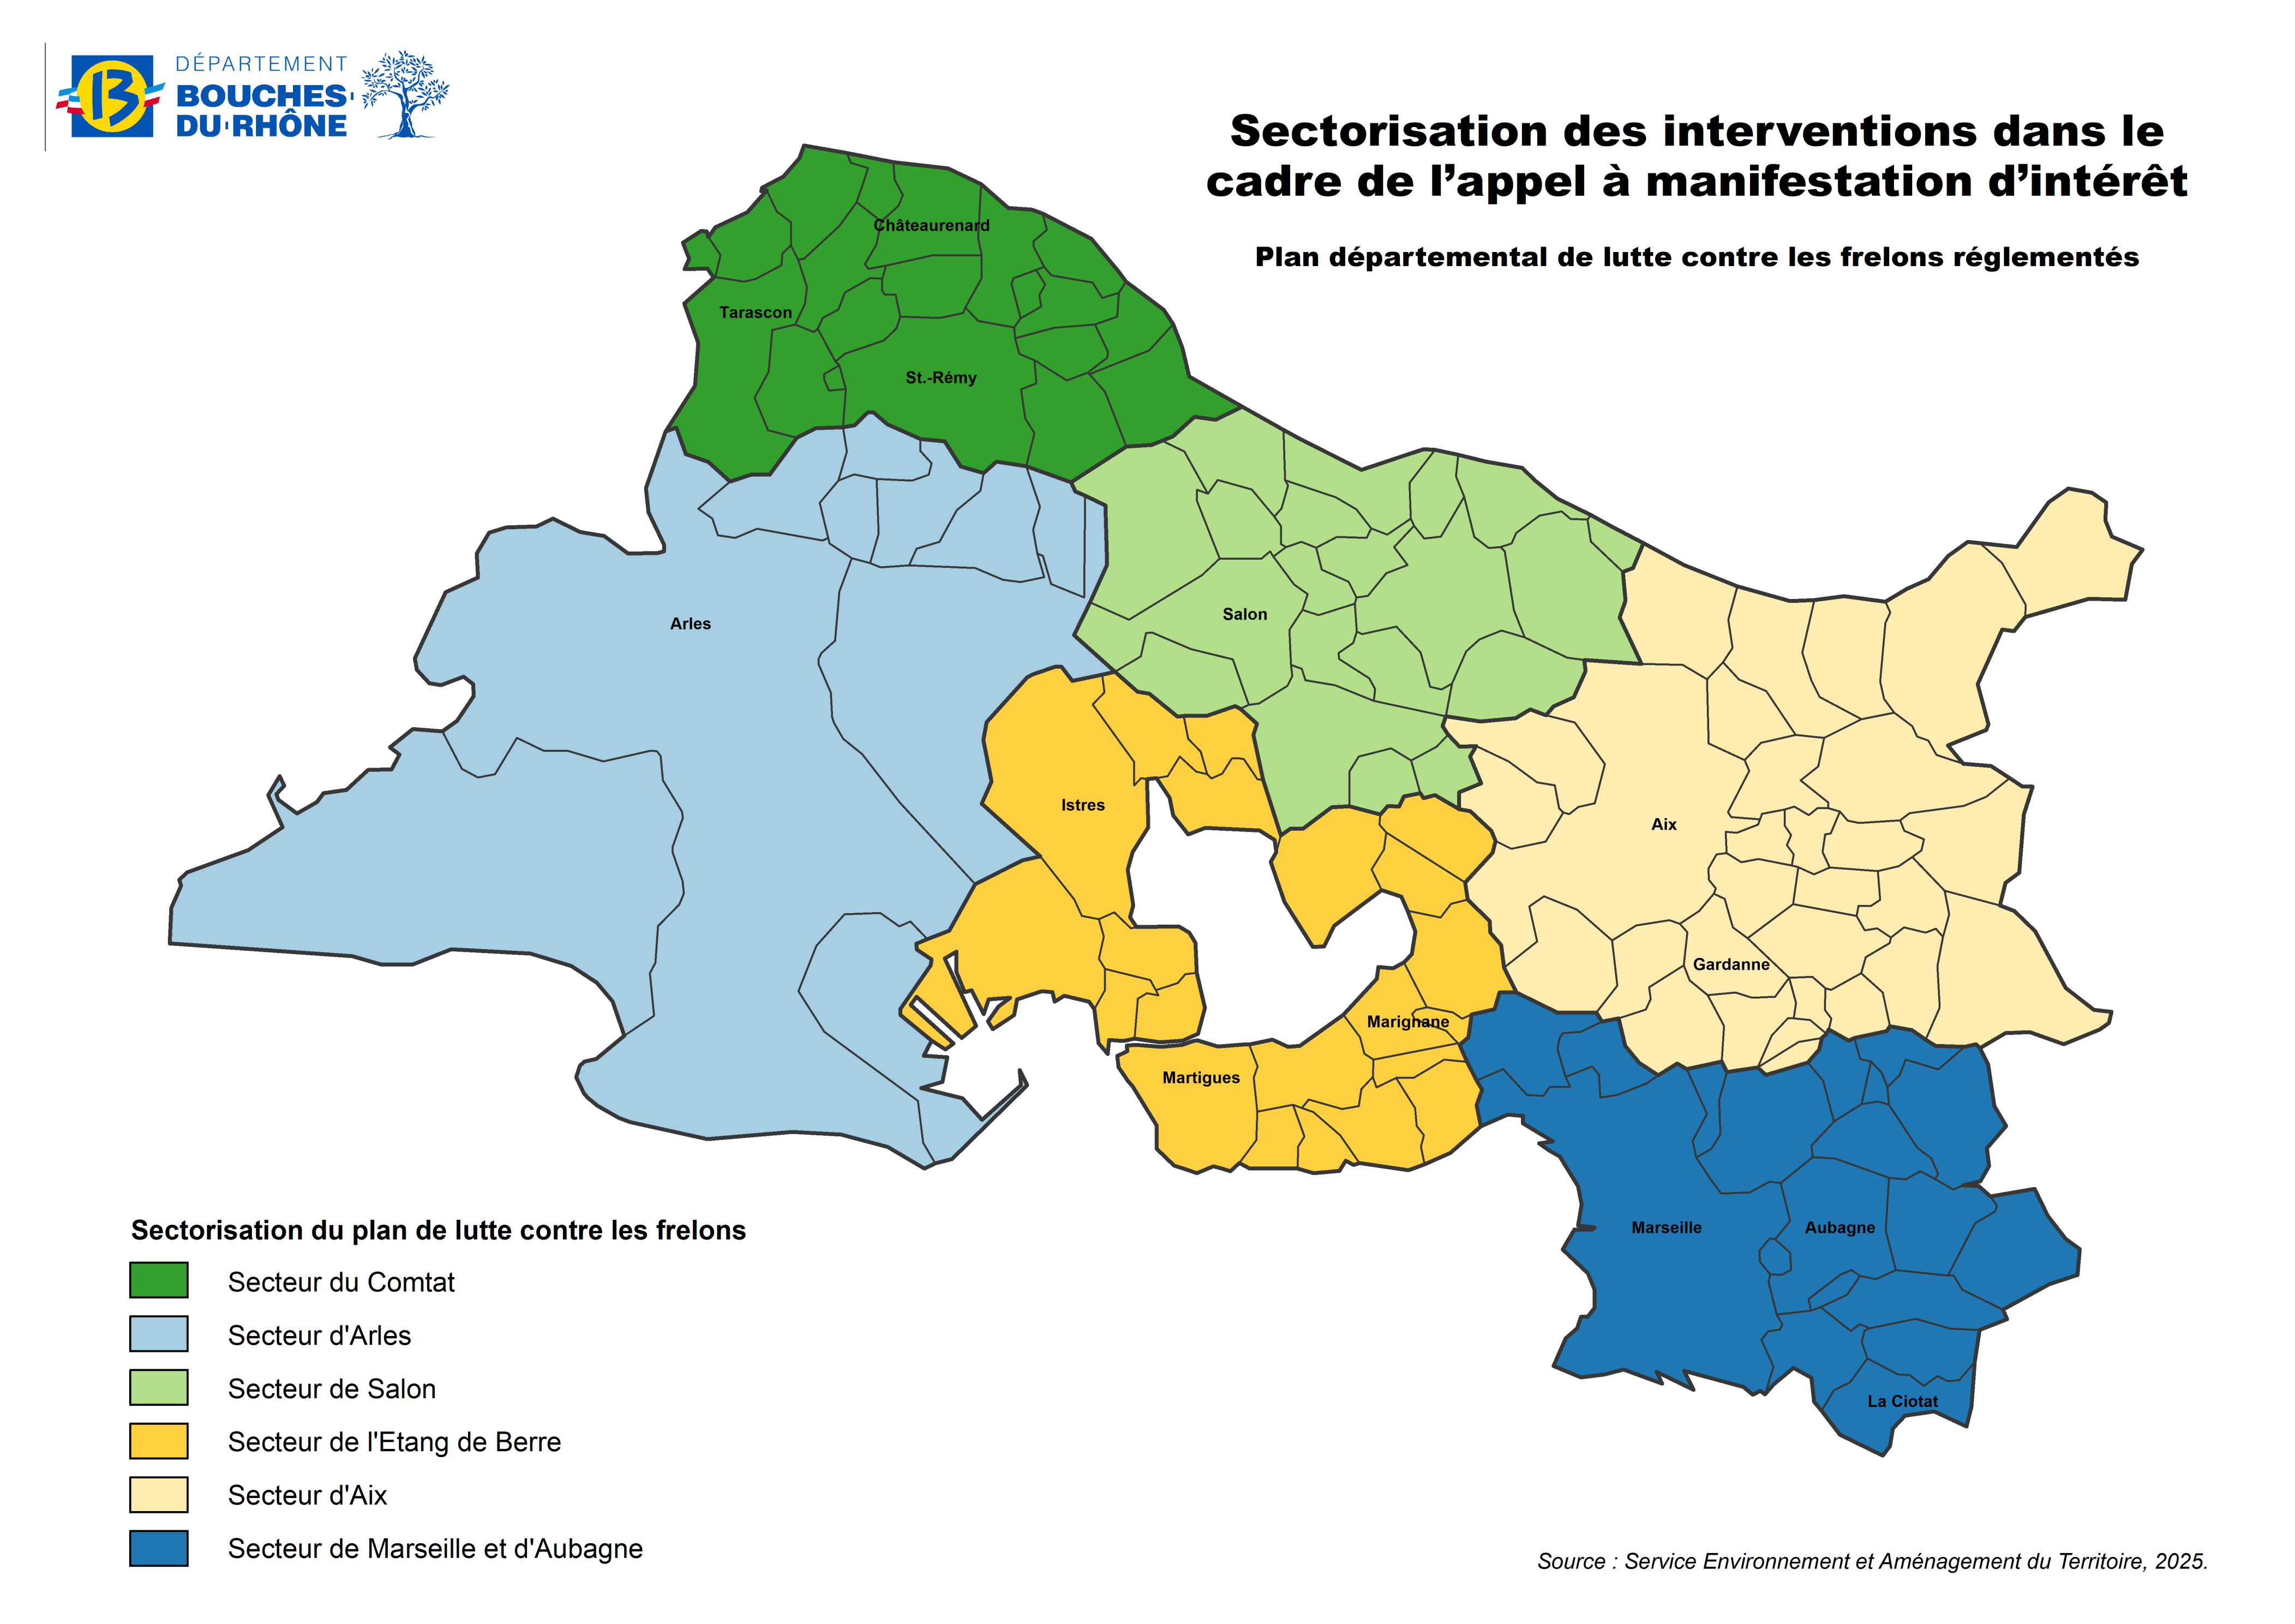 DÉPARTEMENT
BOUCHES-
DU-RHÔNE
Sectorisation des interventions dans le
cadre de l’appel à manifestation d’intérêt
Plan départemental de lutte contre les frelons réglementés
Châteaurenard
Tarascon
St.-Rémy
Arles
Salon
Istres
Aix
Gardanne
Marignane
Martigues
Marseille
Aubagne
La Ciotat
Sectorisation du plan de lutte contre les frelons
Secteur du Comtat
Secteur d'Arles
Secteur de Salon
Secteur de l'Etang de Berre
Secteur d'Aix
Secteur de Marseille et d'Aubagne
Source : Service Environnement et Aménagement du Territoire, 2025.